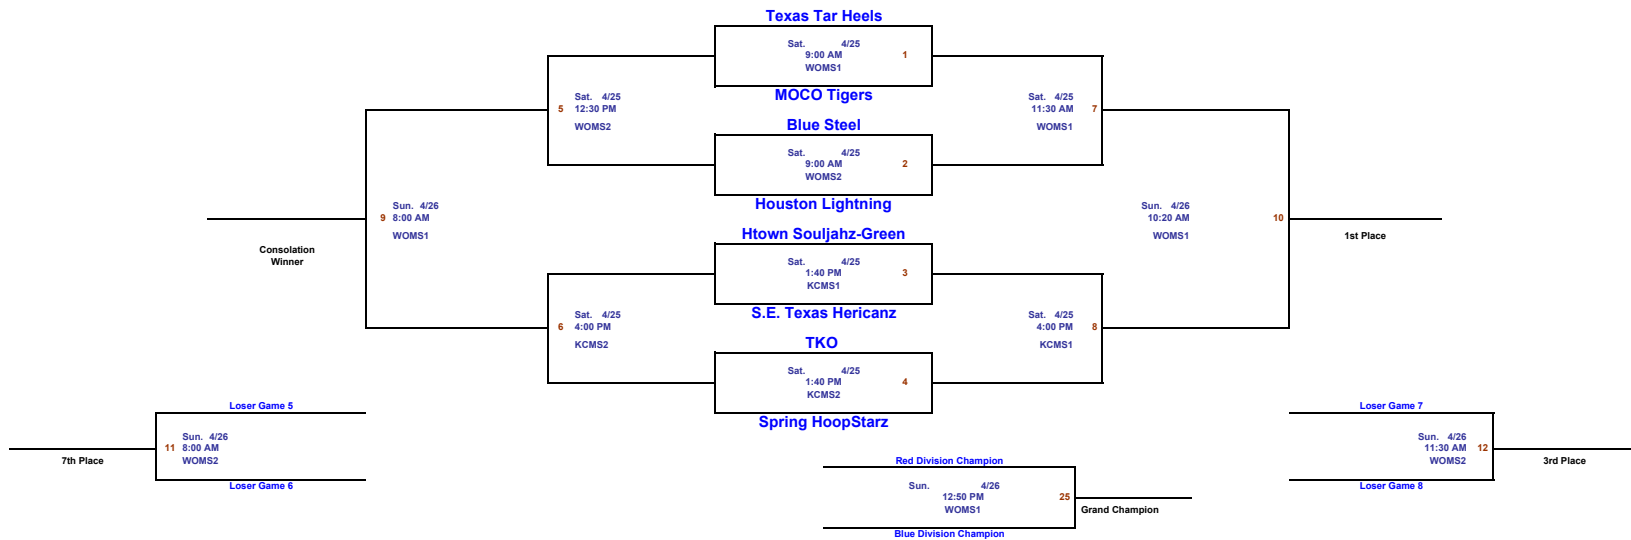 Texas Tar Heels
Sat. 4/25
9:00 AM 1
WOMS1
MOCO Tigers
Sat. 4/25
5 12:30 PM
WOMS2
Sat. 4/25
11:30 AM 7
WOMS1
Blue Steel
Sat. 4/25
9:00 AM 2
WOMS2
Houston Lightning
Sun. 4/26
9 8:00 AM
WOMS1
Consolation
Winner
Sun. 4/26
10:20 AM 10
WOMS1
1st Place
Htown Souljahz-Green
Sat. 4/25
1:40 PM 3
KCMS1
S.E. Texas Hericanz
Sat. 4/25
6 4:00 PM
KCMS2
Sat. 4/25
4:00 PM 8
KCMS1
TKO
Sat. 4/25
1:40 PM 4
KCMS2
Spring HoopStarz
Loser Game 5
Sun. 4/26
11 8:00 AM
WOMS2
7th Place
Loser Game 6
Loser Game 7
Sun. 4/26
11:30 AM 12
WOMS2
3rd Place
Loser Game 8
Red Division Champion
Sun. 4/26
12:50 PM 25
WOMS1
Grand Champion
Blue Division Champion